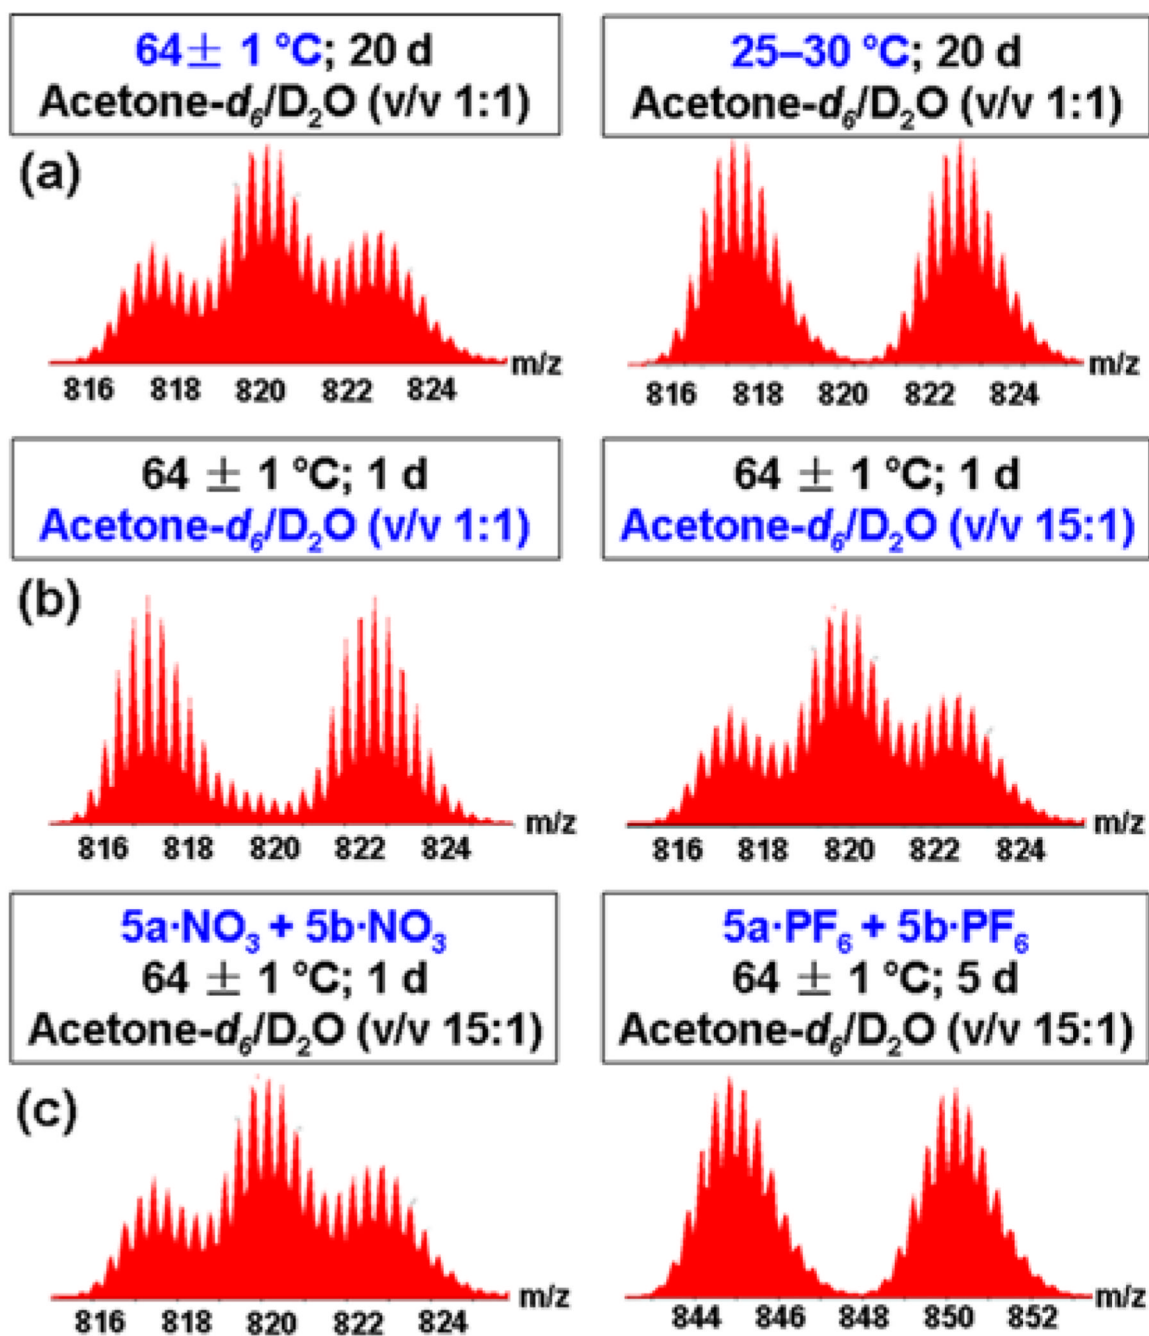 64± 1 °C; 20 d
Acetone-d₆/D₂O (v/v 1:1)
25–30 °C; 20 d
Acetone-d₆/D₂O (v/v 1:1)
(a)
m/z
816 818 820 822 824
m/z
816 818 820 822 824
64 ± 1 °C; 1 d
Acetone-d₆/D₂O (v/v 1:1)
64 ± 1 °C; 1 d
Acetone-d₆/D₂O (v/v 15:1)
(b)
m/z
816 818 820 822 824
m/z
816 818 820 822 824
5a·NO₃ + 5b·NO₃
64 ± 1 °C; 1 d
Acetone-d₆/D₂O (v/v 15:1)
5a·PF₆ + 5b·PF₆
64 ± 1 °C; 5 d
Acetone-d₆/D₂O (v/v 15:1)
(c)
m/z
816 818 820 822 824
m/z
844 846 848 850 852